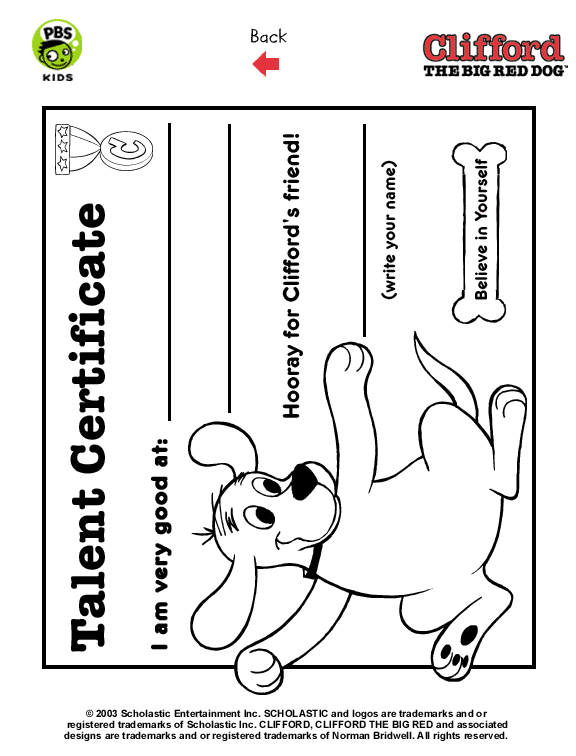 PBS
KIDS
Back
Clifford
THE BIG RED DOG™
Talent Certificate
C
I am very good at:
Hooray for Clifford's friend!
(write your name)
Believe in Yourself
© 2003 Scholastic Entertainment Inc. SCHOLASTIC and logos are trademarks and or
registered trademarks of Scholastic Inc. CLIFFORD, CLIFFORD THE BIG RED and associated
designs are trademarks and or registered trademarks of Norman Bridwell. All rights reserved.